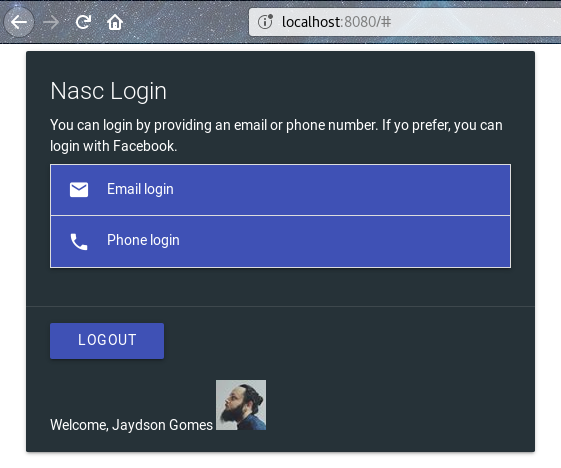 localhost:8080/#
Nasc Login
You can login by providing an email or phone number. If yo prefer, you can
login with Facebook.
Email login
Phone login
LOGOUT
Welcome, Jaydson Gomes